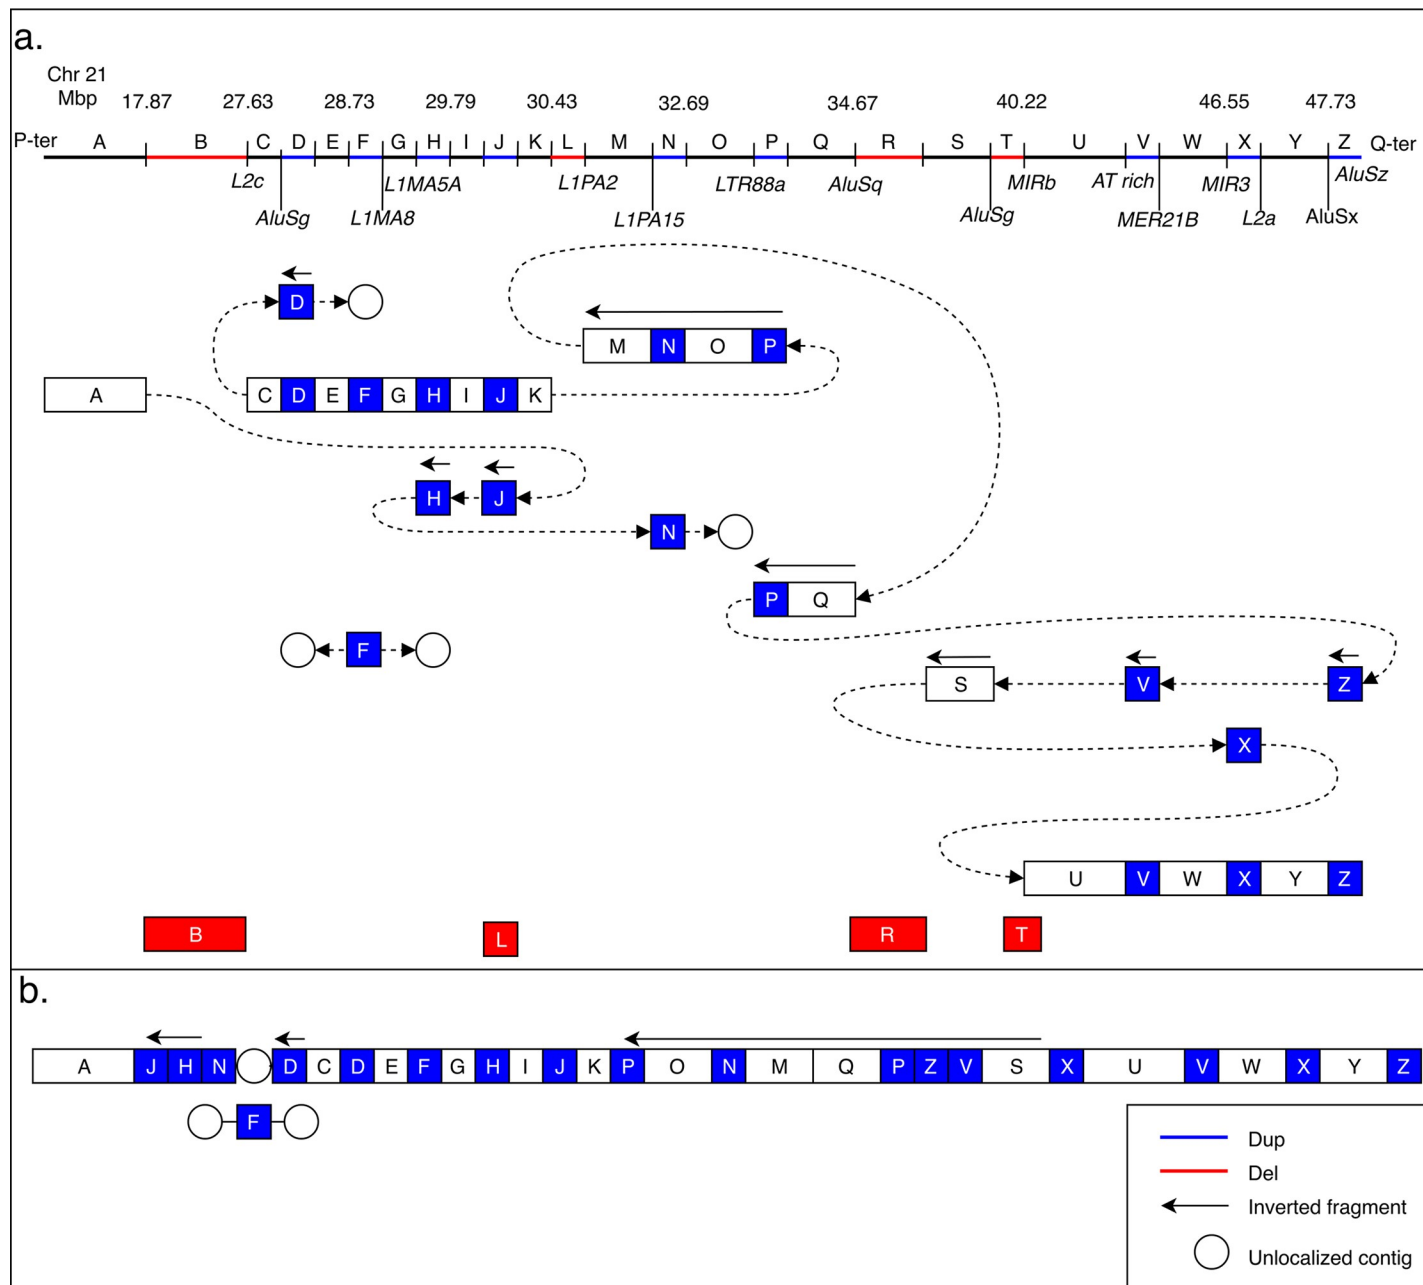 a.
Chr 21
Mbp 17.87 27.63 28.73 29.79 30.43 32.69 34.67 40.22 46.55 47.73
P-ter A B C D E F G H I J K L M N O P Q R S T U V W X Y Z Q-ter
L2c L1MA5A L1PA2 LTR88a AluSq MIRb AT rich MIR3 AluSz
AluSg L1MA8 L1PA15 AluSg MER21B L2a AluSx
D
M N O P
A C D E F G H I J K
H J
N
P Q
F
S V Z
X
U V W X Y Z
B L R T
b.
A J H N D C D E F G H I J K P O N M Q P Z V S X U V W X Y Z
F
Dup
Del
Inverted fragment
Unlocalized contig